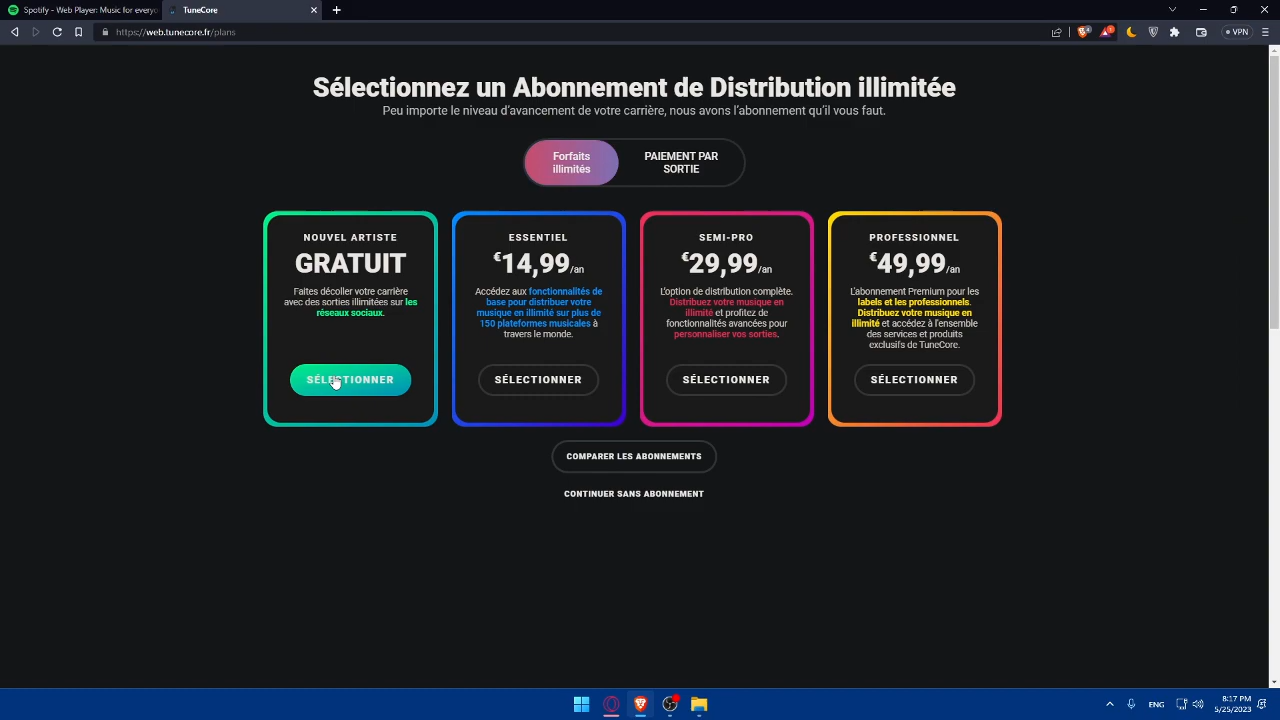 Spotify - Web Player: Music for everyo
TuneCore
https://web.tunecore.fr/plans
VPN
Sélectionnez un Abonnement de Distribution illimitée
Peu importe le niveau d'avancement de votre carrière, nous avons l'abonnement qu'il vous faut.
Forfaits
illimités
PAIEMENT PAR
SORTIE
NOUVEL ARTISTE
GRATUIT
Faites décoller votre carrière
avec des sorties illimitées sur les
réseaux sociaux.
SÉLECTIONNER
ESSENTIEL
€14,99/an
Accédez aux fonctionnalités de
base pour distribuer votre
musique en illimité sur plus de
150 plateformes musicales à
travers le monde.
SÉLECTIONNER
SEMI-PRO
€29,99/an
L'option de distribution complète.
Distribuez votre musique en
illimité et profitez de
fonctionnalités avancées pour
personnaliser vos sorties.
SÉLECTIONNER
PROFESSIONNEL
€49,99/an
L'abonnement Premium pour les
labels et les professionnels.
Distribuez votre musique en
illimité et accédez à l'ensemble
des services et produits
exclusifs de TuneCore.
SÉLECTIONNER
COMPARER LES ABONNEMENTS
CONTINUER SANS ABONNEMENT
ENG
8:17 PM
5/25/2023